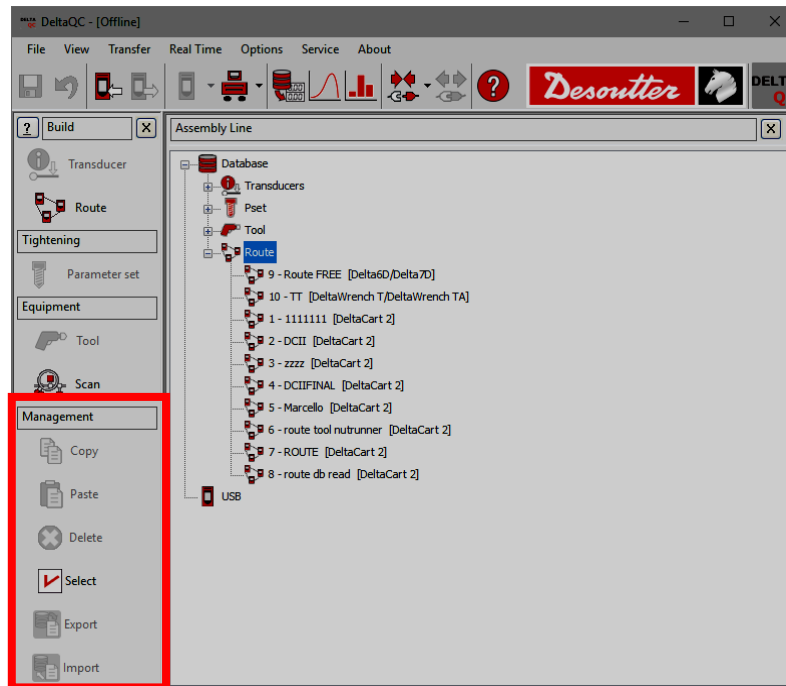 DELTA QC DeltaQC - [Offline]
File View Transfer Real Time Options Service About
Desoutter
DELT
Q
? Build X
Assembly Line X
Transducer
Route
Tightening
Parameter set
Equipment
Tool
Scan
Management
Copy
Paste
Delete
Select
Export
Import
Database
Transducers
Pset
Tool
Route
9 - Route FREE [Delta6D/Delta7D]
10 - TT [DeltaWrench T/DeltaWrench TA]
1 - 1111111 [DeltaCart 2]
2 - DCII [DeltaCart 2]
3 - zzzz [DeltaCart 2]
4 - DCIIFINAL [DeltaCart 2]
5 - Marcello [DeltaCart 2]
6 - route tool nutrunner [DeltaCart 2]
7 - ROUTE [DeltaCart 2]
8 - route db read [DeltaCart 2]
USB